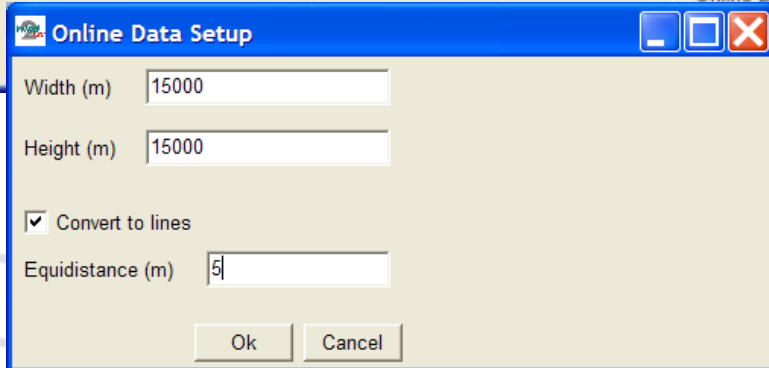 Online Data Setup
Width (m) 15000
Height (m) 15000
Convert to lines
Equidistance (m) 5
Ok Cancel